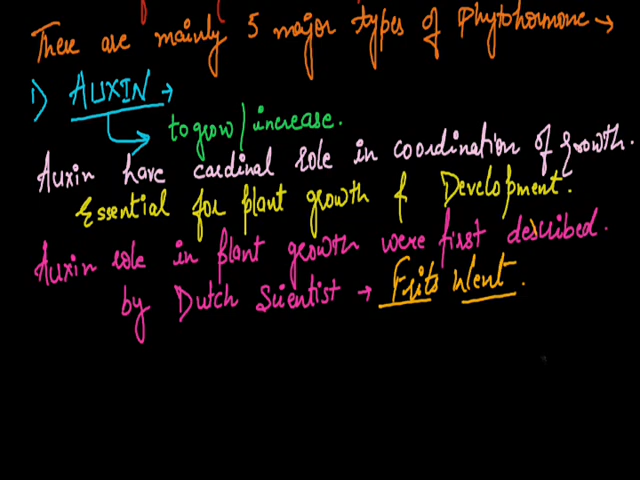 There are mainly 5 major types of Phytohormone →
1) AUXIN →
to grow/increase.
Auxin have cardinal role in coordination of growth.
Essential for plant growth & Development.
Auxin role in plant growth were first described.
by Dutch Scientist → Frits Went.